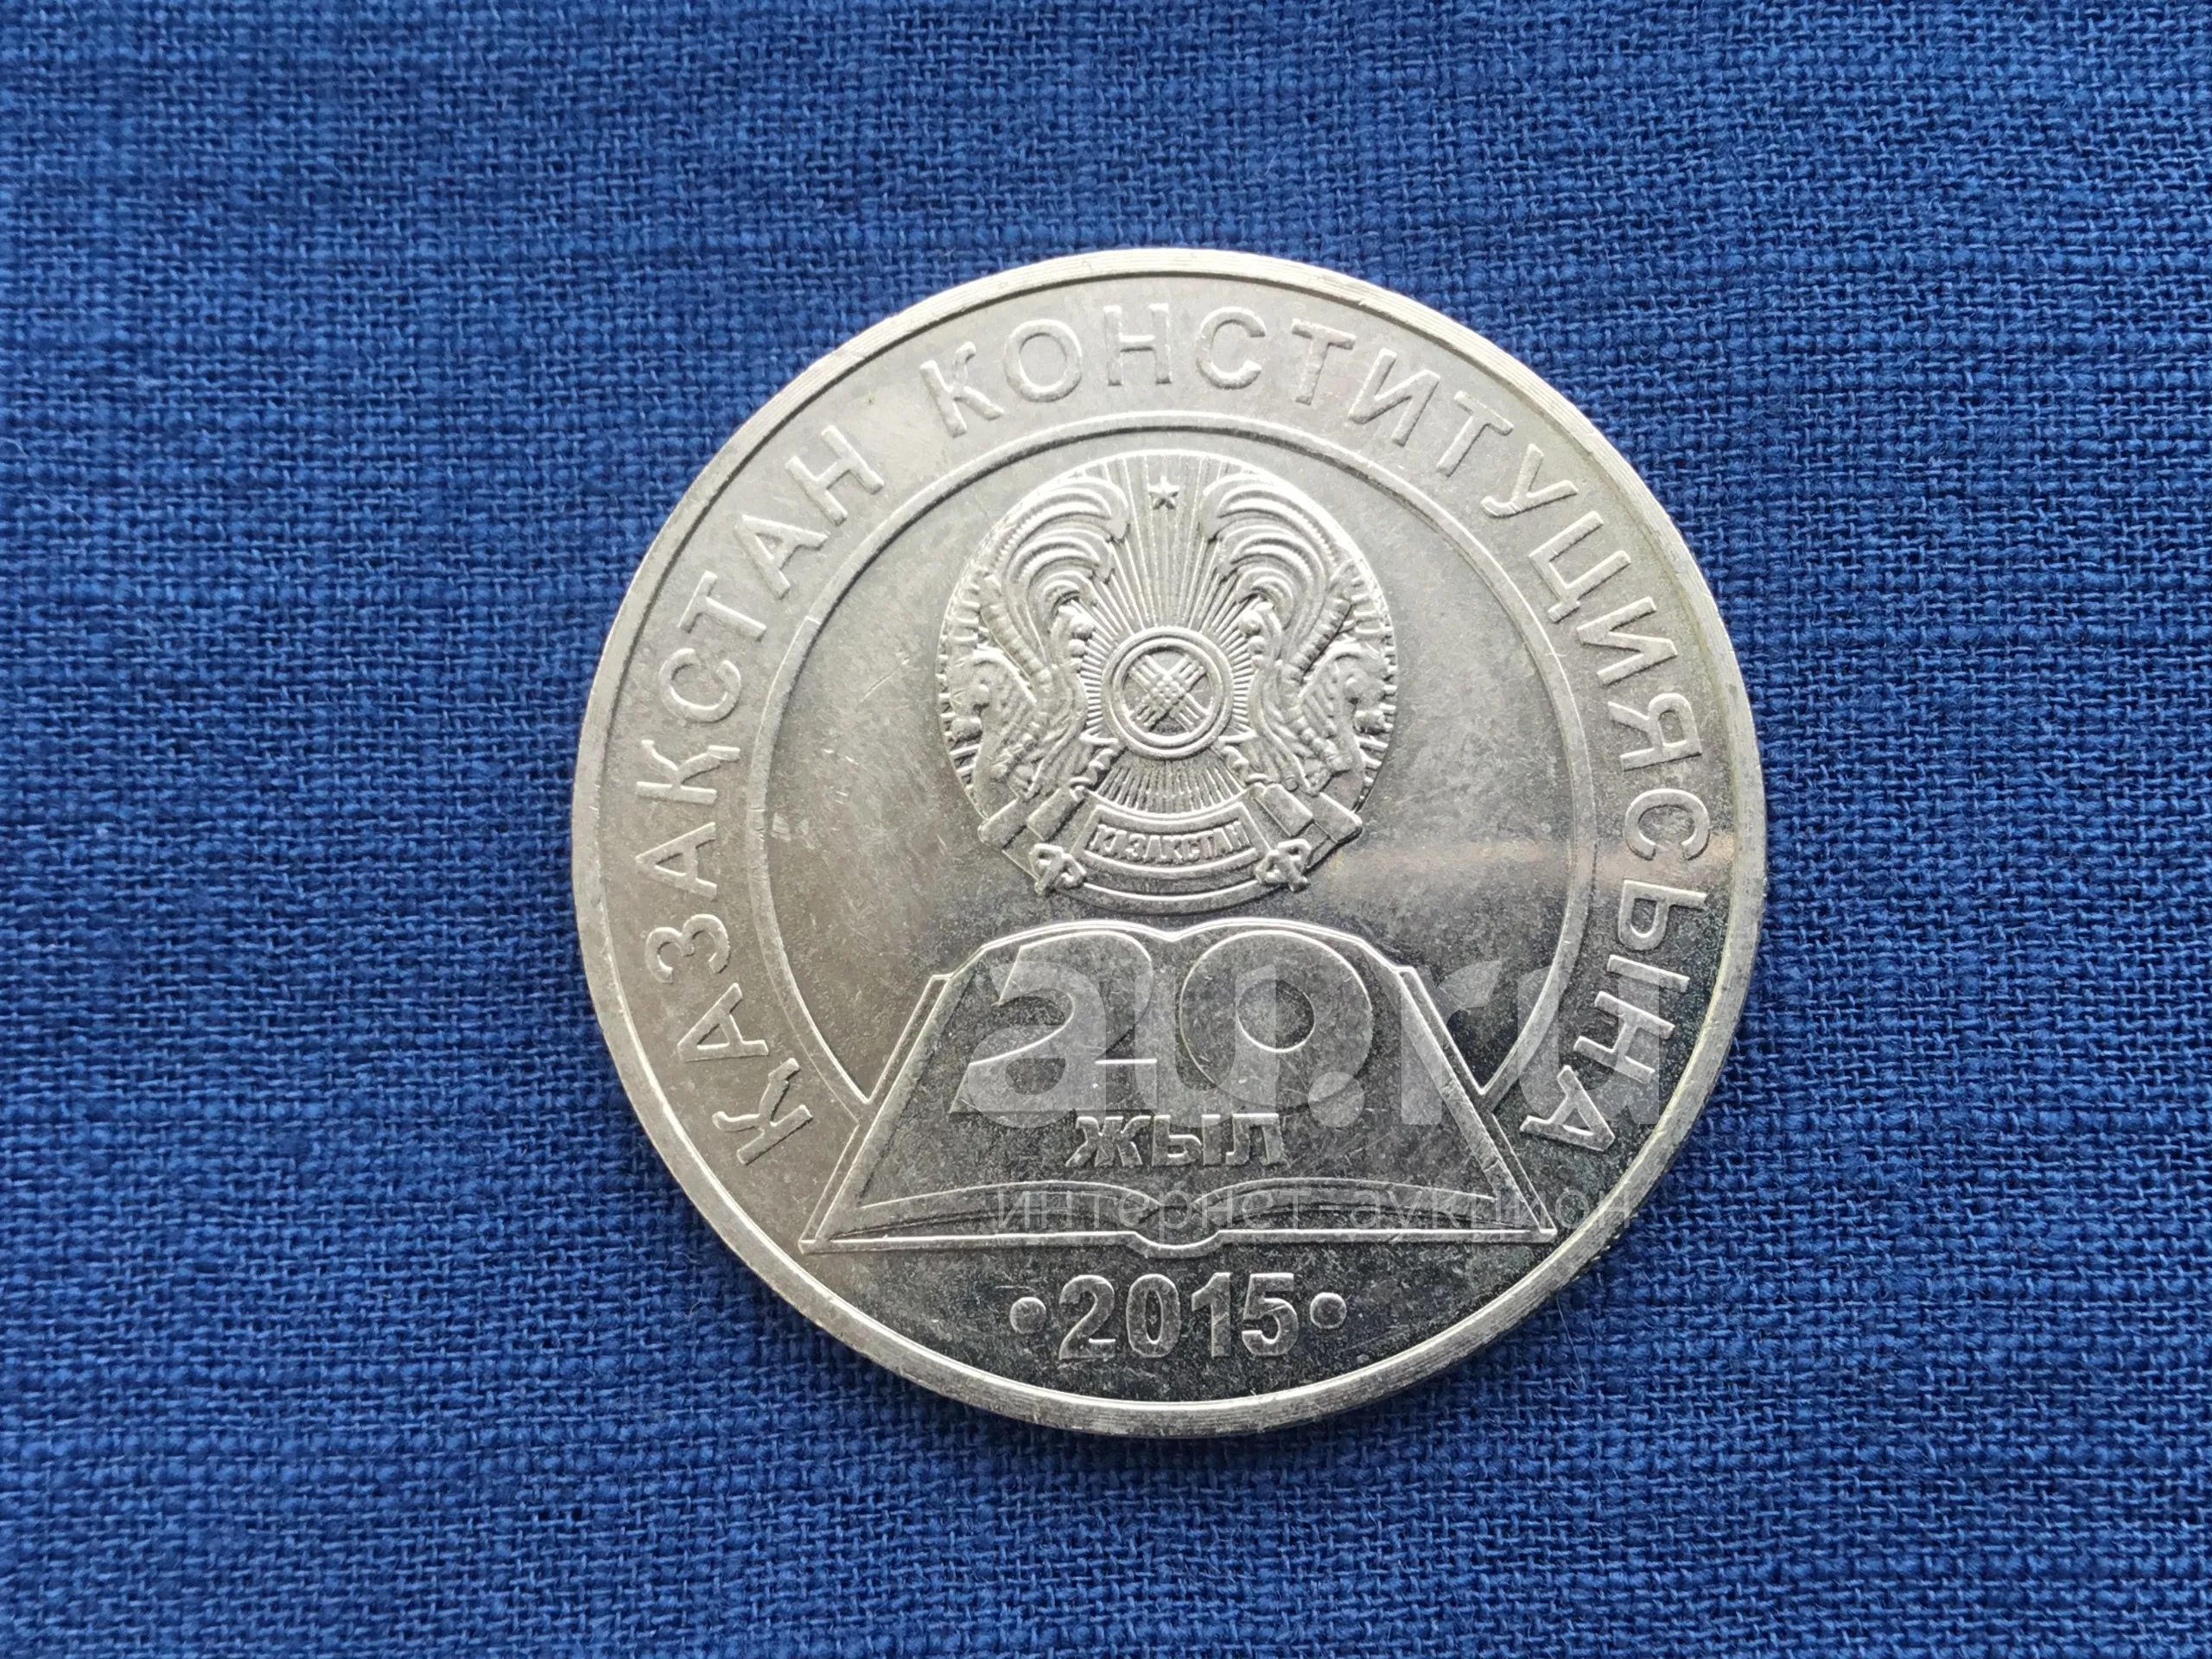 ҚАЗАҚСТАН КОНСТИТУЦИЯСЫНА
ҚАЗАҚСТАН
20
жыл
au.ru
интернет-аукцион
•2015•